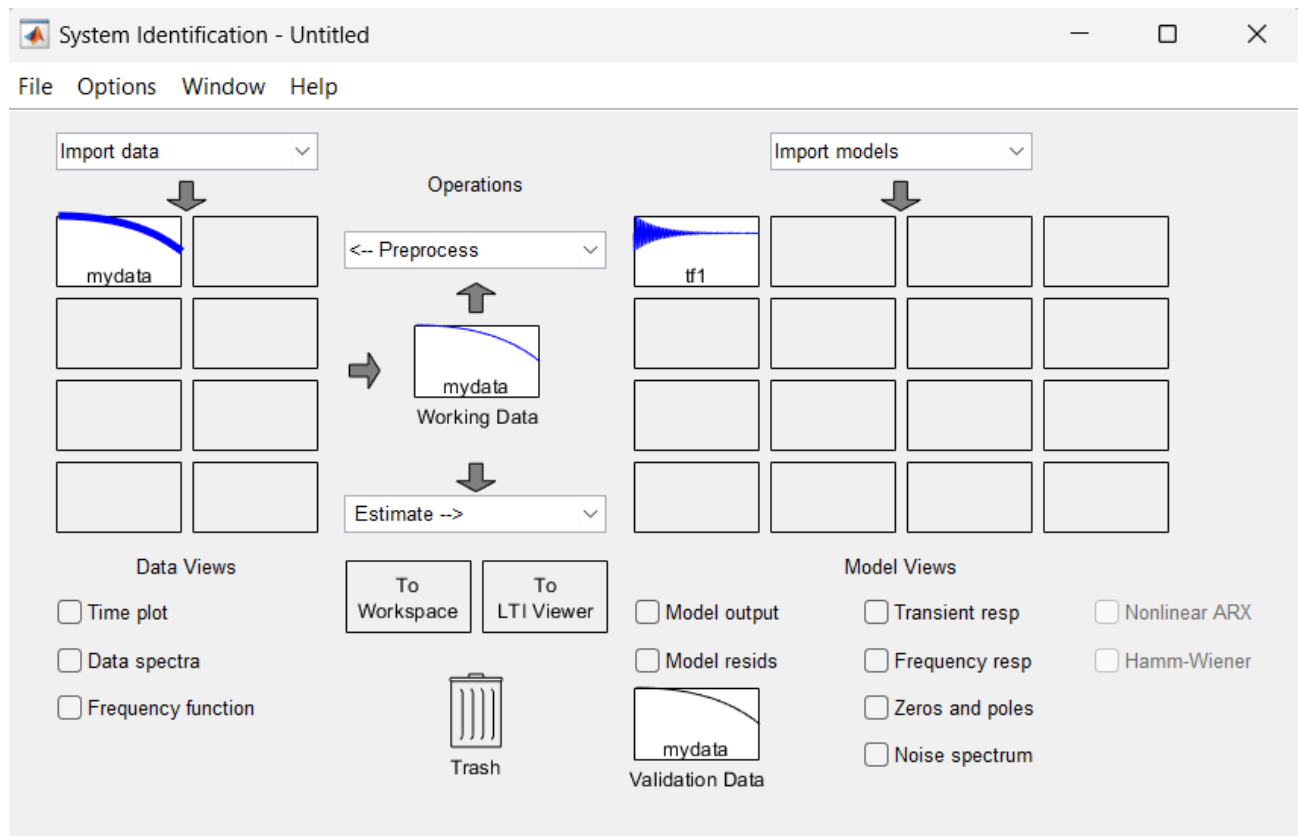 System Identification - Untitled
File Options Window Help
Import data
Import models
Operations
<-- Preprocess
mydata
tf1
mydata
Working Data
Estimate -->
Data Views
Model Views
To
Workspace
To
LTI Viewer
Time plot
Data spectra
Frequency function
Trash
Model output
Model resids
mydata
Validation Data
Transient resp
Frequency resp
Zeros and poles
Noise spectrum
Nonlinear ARX
Hamm-Wiener